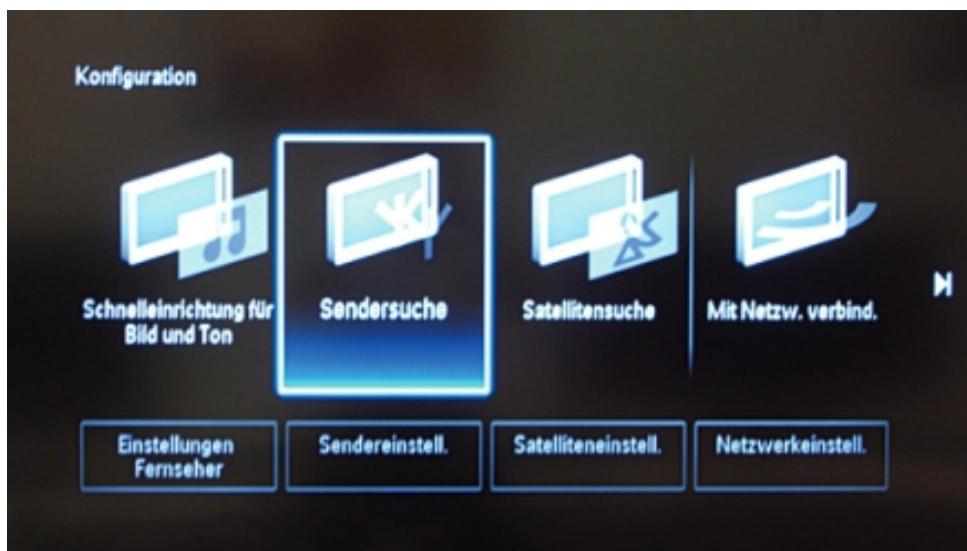 Konfiguration
Schnelleinrichtung für
Bild und Ton
Sendersuche
Satellitensuche
Mit Netzw. verbind.
Einstellungen
Fernseher
Sendereinstell.
Satelliteneinstell.
Netzwerkeinstell.